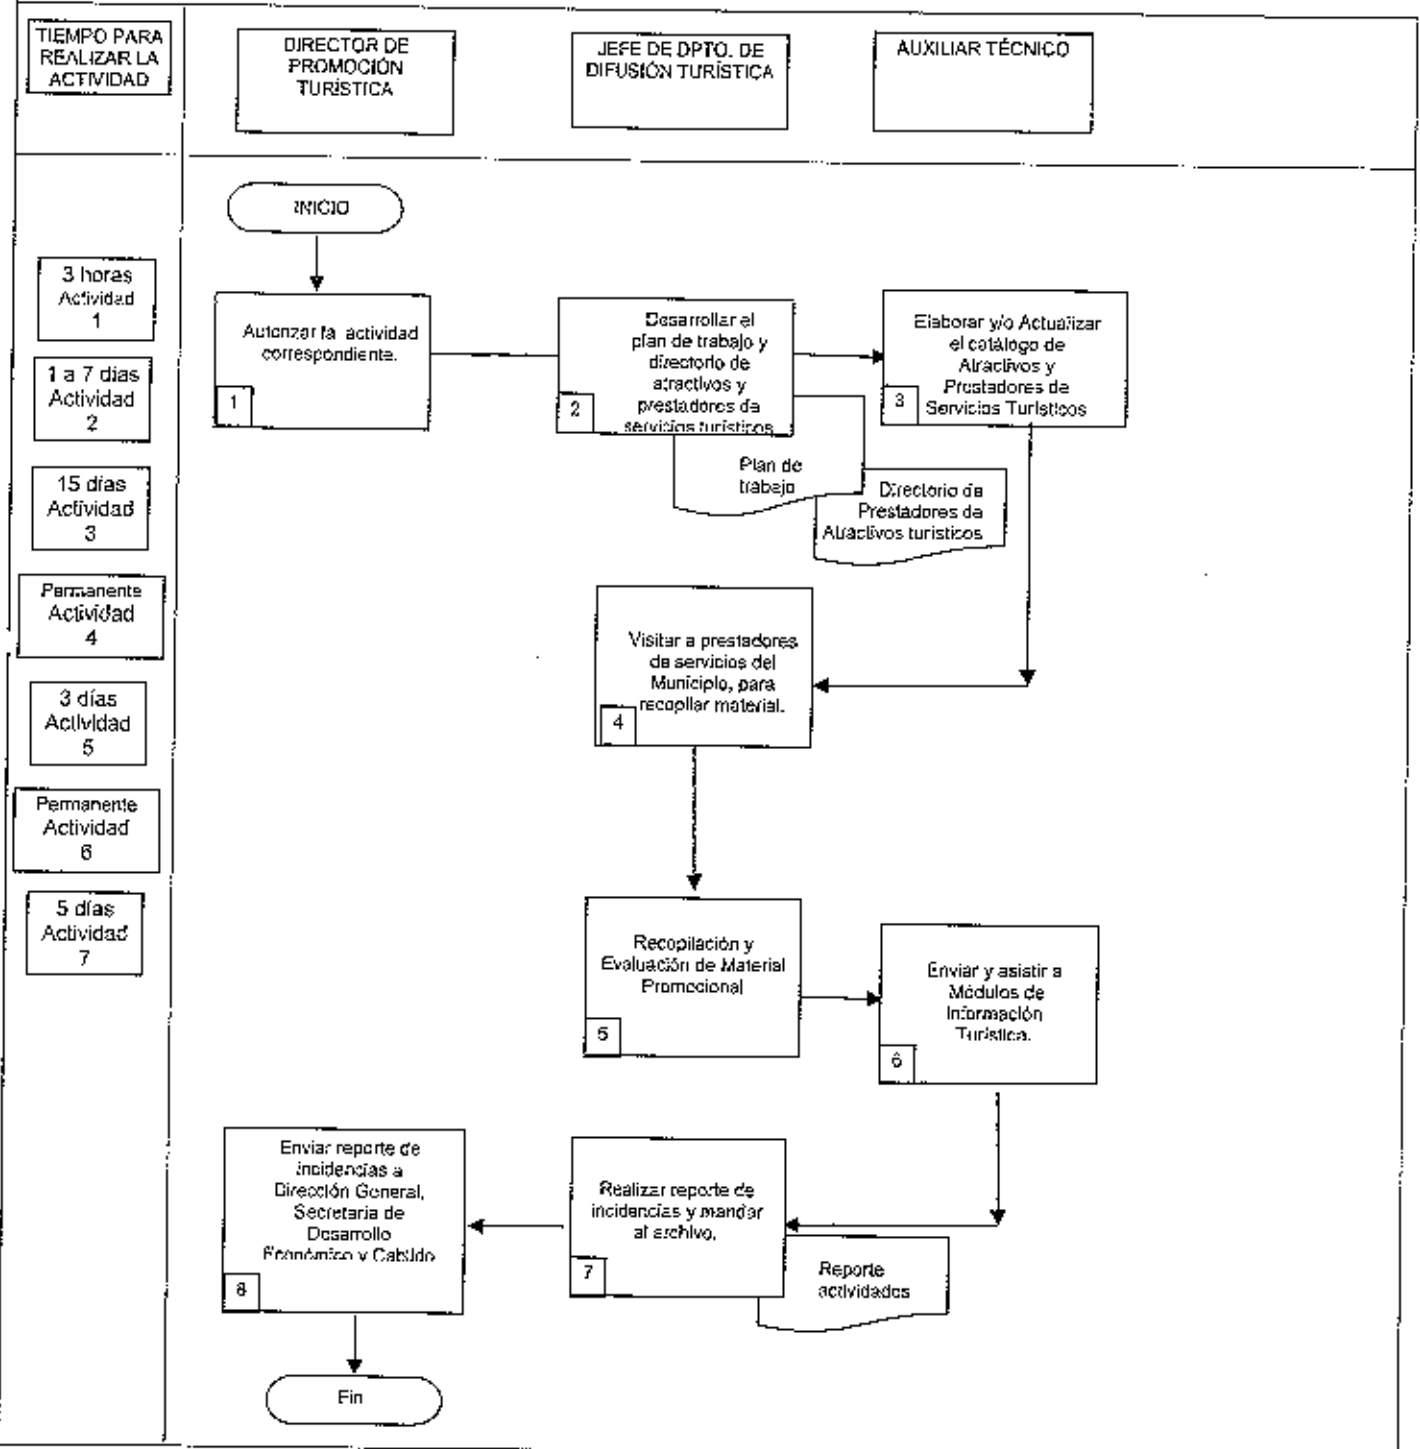 TIEMPO PARA
REALIZAR LA
ACTIVIDAD
DIRECTOR DE
PROMOCIÓN
TURÍSTICA
JEFE DE DPTO. DE
DIFUSIÓN TURÍSTICA
AUXILIAR TÉCNICO
INICIO
3 horas
Actividad
1
1 a 7 días
Actividad
2
15 días
Actividad
3
Permanente
Actividad
4
3 días
Actividad
5
Permanente
Actividad
6
5 días
Actividad
7
Autorizar la actividad
correspondiente.
1
Desarrollar el
plan de trabajo y
directorio de
atractivos y
prestadores de
servicios turísticos
2
Plan de
trabajo
Directorio de
Prestadores de
Atractivos turísticos
Elaborar y/o Actualizar
el catálogo de
Atractivos y
Prestadores de
Servicios Turísticos
3
Visitar a prestadores
de servicios del
Municipio, para
recopilar material.
4
Recopilación y
Evaluación de Material
Promocional
5
Enviar y asistir a
Módulos de
Información
Turística.
6
Realizar reporte de
incidencias y mandar
al archivo.
7
Reporte
actividades
Enviar reporte de
incidencias a
Dirección General,
Secretaria de
Desarrollo
Económico y Cabildo
8
Fin